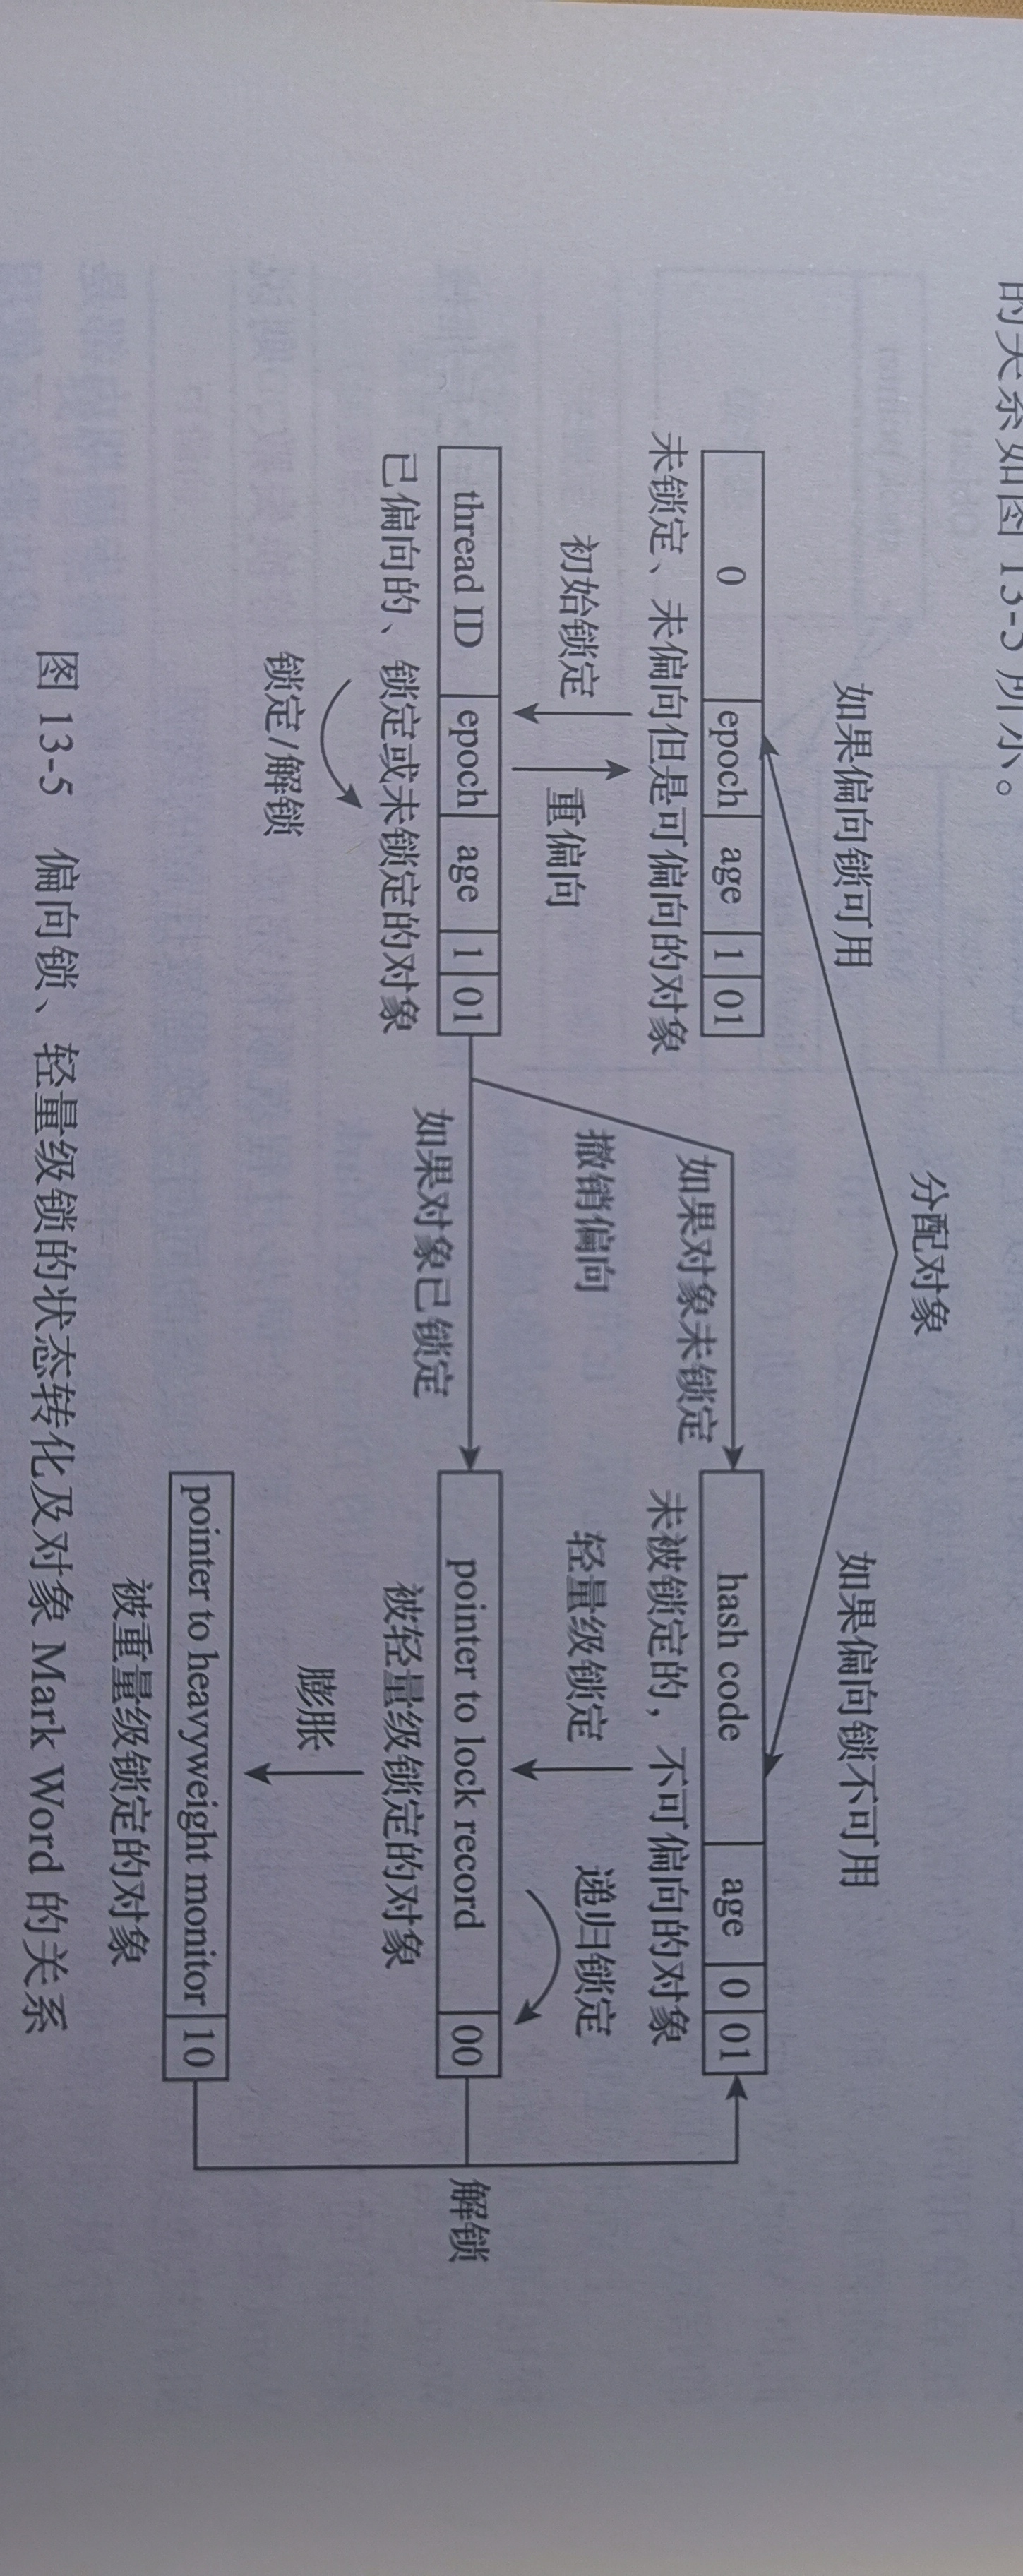 的关系如图 13-5 所示。
分配对象
如果偏向锁可用
如果偏向锁不可用
0 epoch age 1 01
未锁定、未偏向但是可偏向的对象
hash code age 0 01
未被锁定的，不可偏向的对象
如果对象未锁定
撤销偏向
初始锁定
重偏向
轻量级锁定
递归锁定
thread ID epoch age 1 01
已偏向的、锁定或未锁定的对象
如果对象已锁定
pointer to lock record 00
被轻量级锁定的对象
解锁
锁定/解锁
膨胀
pointer to heavyweight monitor 10
被重量级锁定的对象
图 13-5 偏向锁、轻量级锁的状态转化及对象 Mark Word 的关系